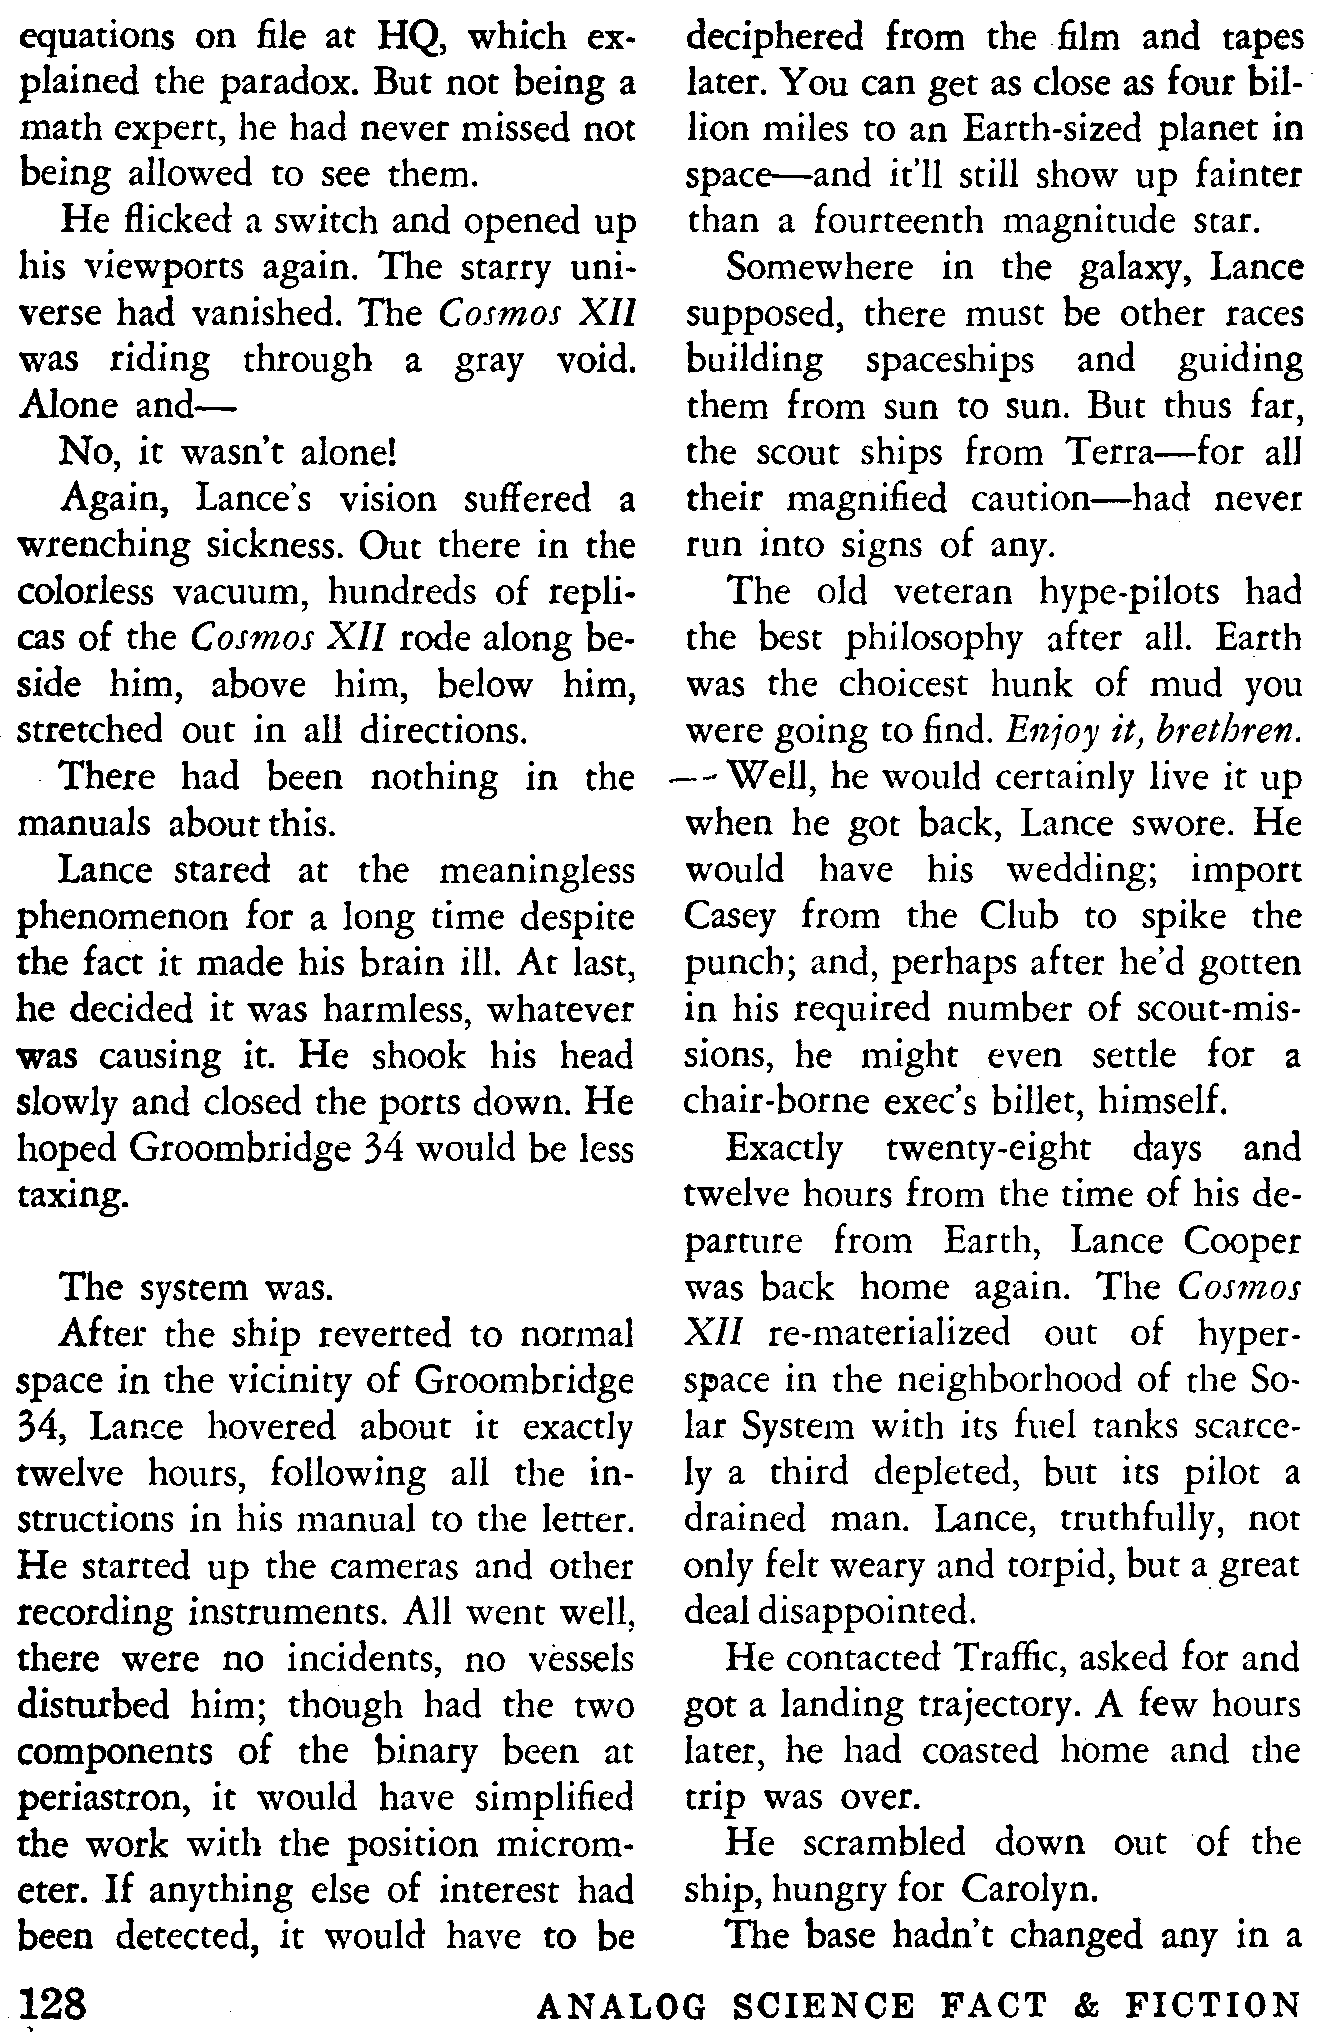 equations on file at HQ, which ex-
plained the paradox. But not being a
math expert, he had never missed not
being allowed to see them.
He flicked a switch and opened up
his viewports again. The starry uni-
verse had vanished. The Cosmos XII
was riding through a gray void.
Alone and—
No, it wasn't alone!
Again, Lance's vision suffered a
wrenching sickness. Out there in the
colorless vacuum, hundreds of repli-
cas of the Cosmos XII rode along be-
side him, above him, below him,
stretched out in all directions.
There had been nothing in the
manuals about this.
Lance stared at the meaningless
phenomenon for a long time despite
the fact it made his brain ill. At last,
he decided it was harmless, whatever
was causing it. He shook his head
slowly and closed the ports down. He
hoped Groombridge 34 would be less
taxing.
The system was.
After the ship reverted to normal
space in the vicinity of Groombridge
34, Lance hovered about it exactly
twelve hours, following all the in-
structions in his manual to the letter.
He started up the cameras and other
recording instruments. All went well,
there were no incidents, no vessels
disturbed him; though had the two
components of the binary been at
periastron, it would have simplified
the work with the position microm-
eter. If anything else of interest had
been detected, it would have to be
deciphered from the film and tapes
later. You can get as close as four bil-
lion miles to an Earth-sized planet in
space—and it'll still show up fainter
than a fourteenth magnitude star.
Somewhere in the galaxy, Lance
supposed, there must be other races
building spaceships and guiding
them from sun to sun. But thus far,
the scout ships from Terra—for all
their magnified caution—had never
run into signs of any.
The old veteran hype-pilots had
the best philosophy after all. Earth
was the choicest hunk of mud you
were going to find. Enjoy it, brethren.
--Well, he would certainly live it up
when he got back, Lance swore. He
would have his wedding; import
Casey from the Club to spike the
punch; and, perhaps after he'd gotten
in his required number of scout-mis-
sions, he might even settle for a
chair-borne exec's billet, himself.
Exactly twenty-eight days and
twelve hours from the time of his de-
parture from Earth, Lance Cooper
was back home again. The Cosmos
XII re-materialized out of hyper-
space in the neighborhood of the So-
lar System with its fuel tanks scarce-
ly a third depleted, but its pilot a
drained man. Lance, truthfully, not
only felt weary and torpid, but a great
deal disappointed.
He contacted Traffic, asked for and
got a landing trajectory. A few hours
later, he had coasted home and the
trip was over.
He scrambled down out of the
ship, hungry for Carolyn.
The base hadn't changed any in a
128 ANALOG SCIENCE FACT & FICTION